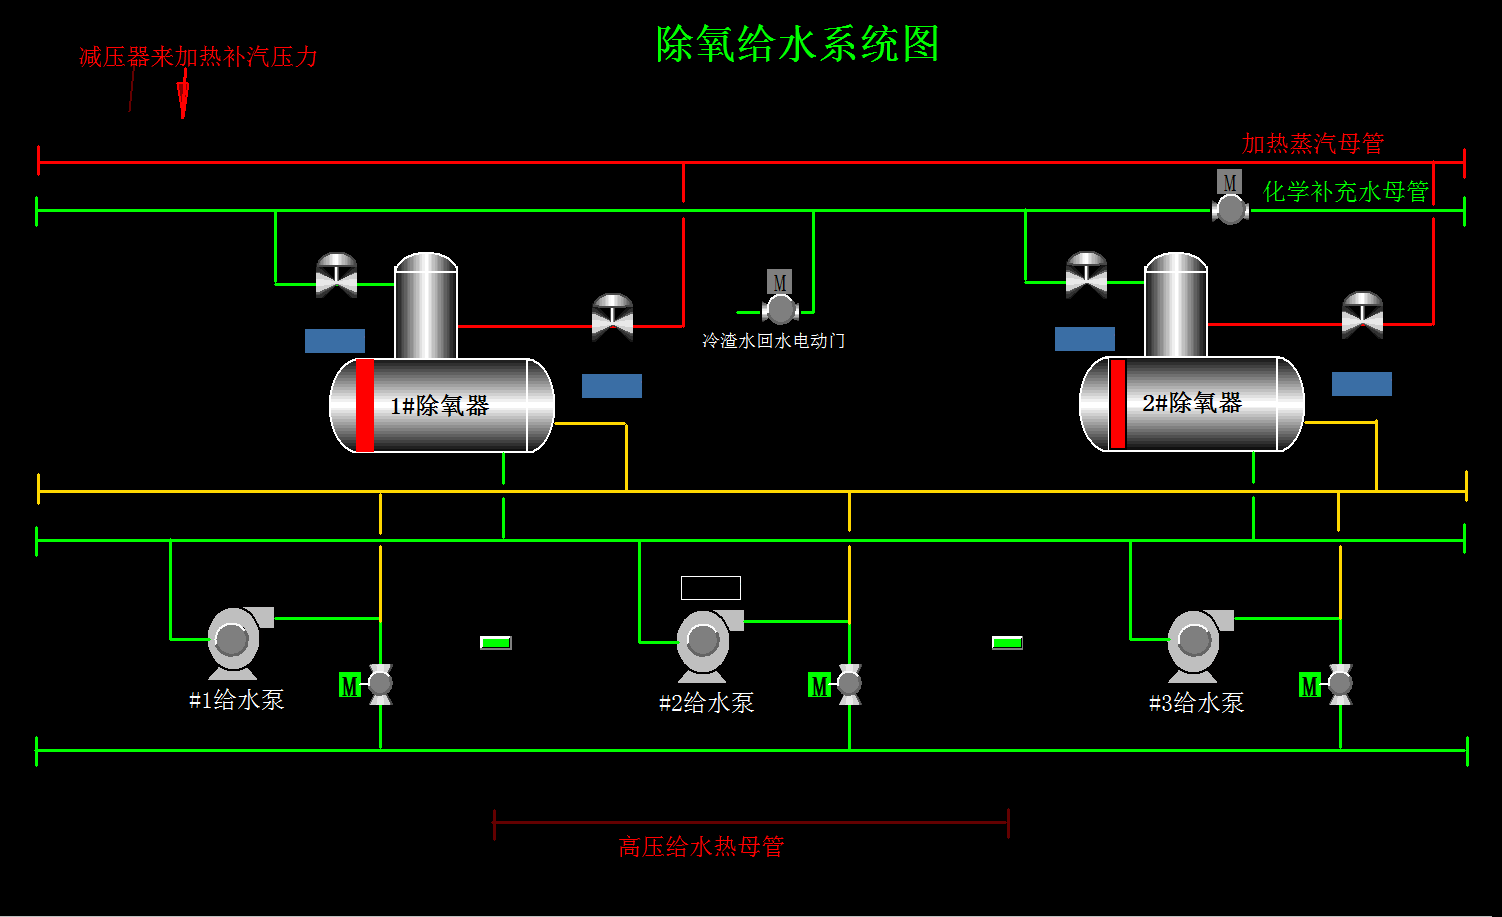 除氧给水系统图
减压器来加热补汽压力
加热蒸汽母管
M
化学补充水母管
M
冷渣水回水电动门
1#除氧器
2#除氧器
M
#1给水泵
M
#2给水泵
M
#3给水泵
高压给水热母管